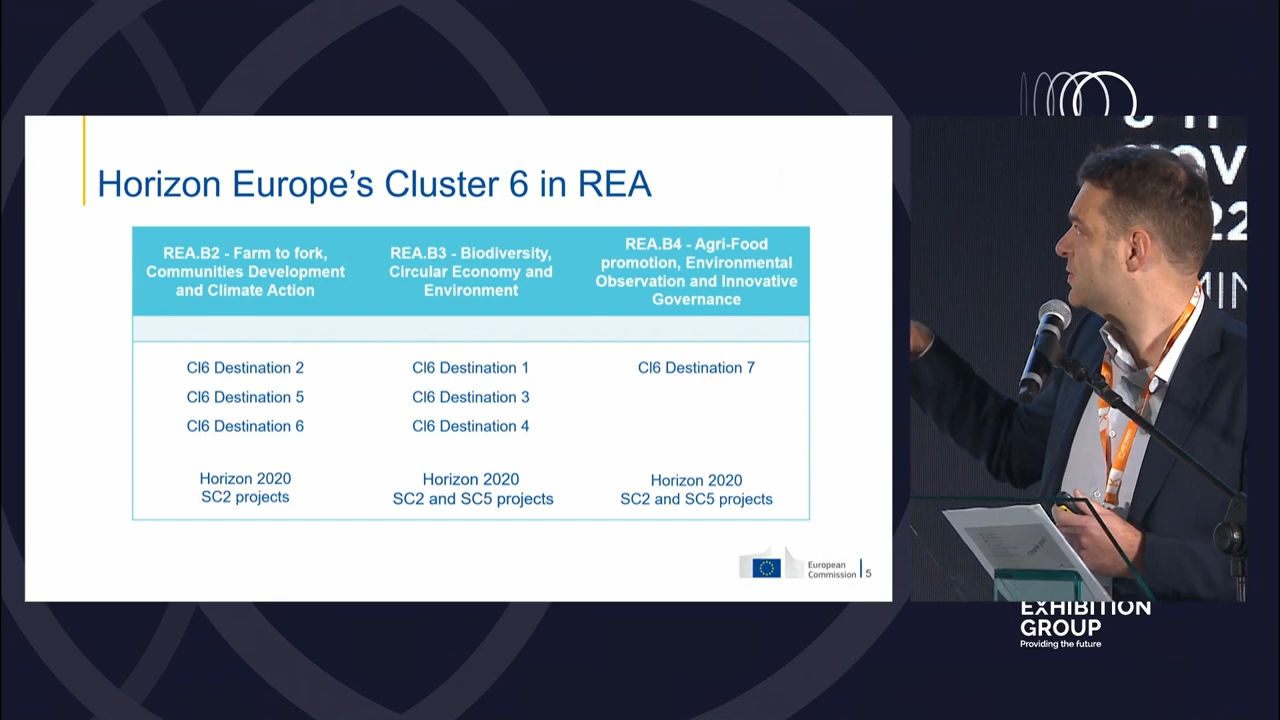 Horizon Europe's Cluster 6 in REA
REA.B2 - Farm to fork,
Communities Development
and Climate Action
REA.B3 - Biodiversity,
Circular Economy and
Environment
REA.B4 - Agri-Food
promotion, Environmental
Observation and Innovative
Governance
Cl6 Destination 2
Cl6 Destination 5
Cl6 Destination 6
Horizon 2020
SC2 projects
Cl6 Destination 1
Cl6 Destination 3
Cl6 Destination 4
Horizon 2020
SC2 and SC5 projects
Cl6 Destination 7
Horizon 2020
SC2 and SC5 projects
European
Commission
5
EXHIBITION
GROUP
Providing the future